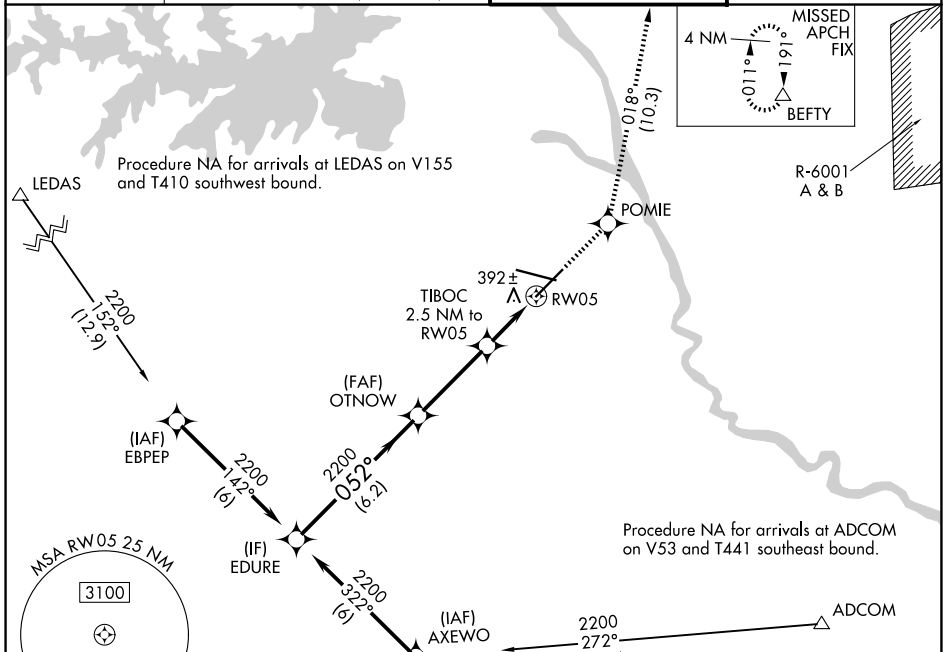 MISSED
APCH
FIX
4 NM
011°
191°
BEFTY
018°
(10.3)
R-6001
A & B
Procedure NA for arrivals at LEDAS on V155
and T410 southwest bound.
LEDAS
POMIE
2200
152°
(12.9)
392±
RW05
TIBOC
2.5 NM to
RW05
(FAF)
OTNOW
(IAF)
EBPEP
2200
142°
(6)
2200
052°
(6.2)
(IF)
EDURE
Procedure NA for arrivals at ADCOM
on V53 and T441 southeast bound.
MSA RW05 25 NM
3100
2200
322°
(6)
(IAF)
AXEWO
2200
272°
ADCOM